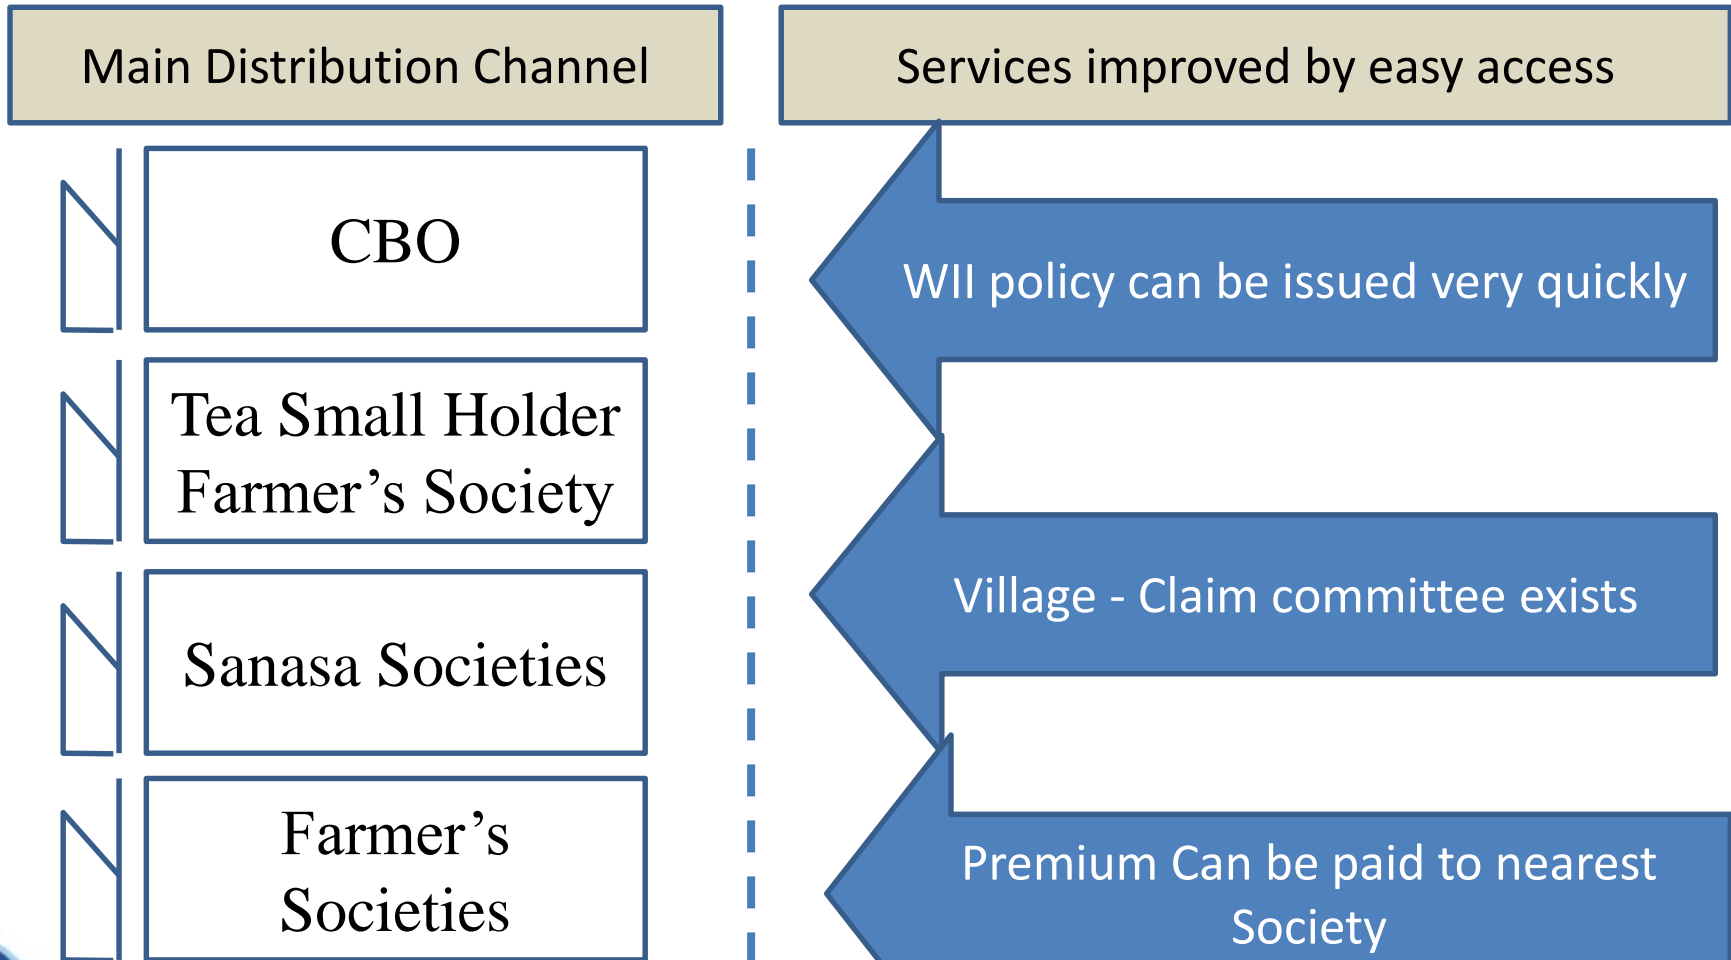 Main Distribution Channel
CBO
Tea Small Holder
Farmer’s Society
Sanasa Societies
Farmer’s
Societies
Services improved by easy access
WII policy can be issued very quickly
Village - Claim committee exists
Premium Can be paid to nearest
Society